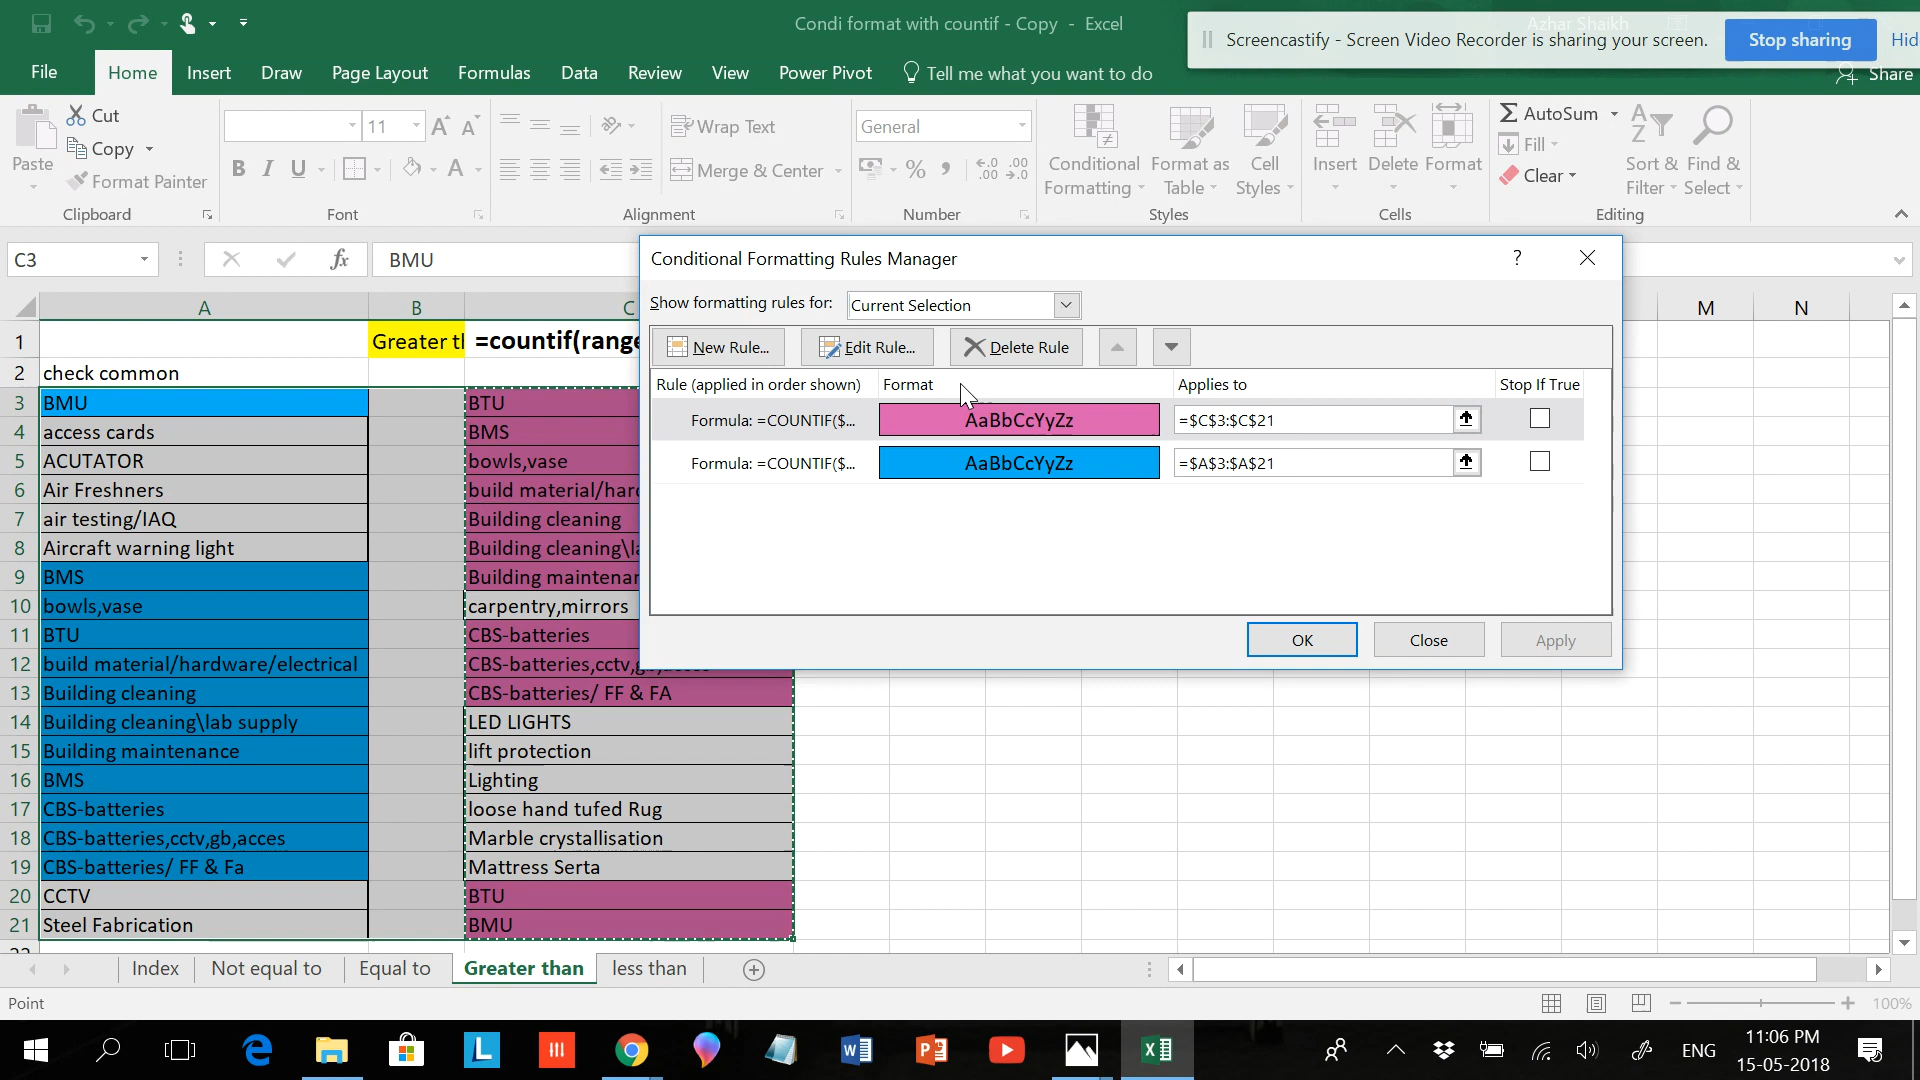 Condi format with countif - Copy - Excel
Azhar Shaikh
Screencastify - Screen Video Recorder is sharing your screen.
Stop sharing
Hid
File
Home
Insert
Draw
Page Layout
Formulas
Data
Review
View
Power Pivot
Tell me what you want to do
Share
Paste
Cut
Copy
Format Painter
Clipboard
11
B I U
Font
Wrap Text
Merge & Center
Alignment
General
Number
Conditional Formatting
Format as Table
Cell Styles
Styles
Insert
Delete
Format
Cells
AutoSum
Fill
Clear
Sort & Filter
Find & Select
Editing
C3
fx
BMU
A B C M N
1 Greater th =countif(range
2 check common
3 BMU BTU
4 access cards BMS
5 ACUTATOR bowls,vase
6 Air Freshners build material/hard
7 air testing/IAQ Building cleaning
8 Aircraft warning light Building cleaning\la
9 BMS Building maintenan
10 bowls,vase carpentry,mirrors
11 BTU CBS-batteries
12 build material/hardware/electrical CBS-batteries,cctv,gb,acces
13 Building cleaning CBS-batteries/ FF & FA
14 Building cleaning\lab supply LED LIGHTS
15 Building maintenance lift protection
16 BMS Lighting
17 CBS-batteries loose hand tufed Rug
18 CBS-batteries,cctv,gb,acces Marble crystallisation
19 CBS-batteries/ FF & Fa Mattress Serta
20 CCTV BTU
21 Steel Fabrication BMU
Conditional Formatting Rules Manager
?
Show formatting rules for: Current Selection
New Rule... Edit Rule... Delete Rule
Rule (applied in order shown) Format Applies to Stop If True
Formula: =COUNTIF($... AaBbCcYyZz =$C$3:$C$21
Formula: =COUNTIF($... AaBbCcYyZz =$A$3:$A$21
OK Close Apply
Index Not equal to Equal to Greater than less than
Point
100%
ENG
11:06 PM
15-05-2018